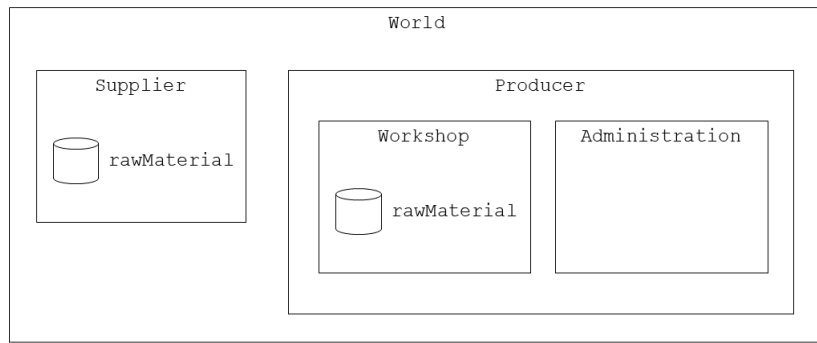 World
Supplier
Producer
Workshop
Administration
rawMaterial
rawMaterial